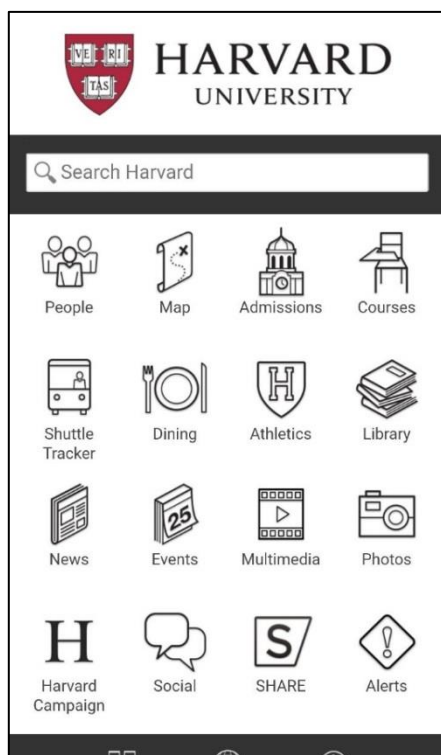 VE RI
TAS
HARVARD
UNIVERSITY
Search Harvard
People Map Admissions Courses
Shuttle Tracker Dining Athletics Library
H
25
News Events Multimedia Photos
H
S
Harvard Campaign Social SHARE Alerts